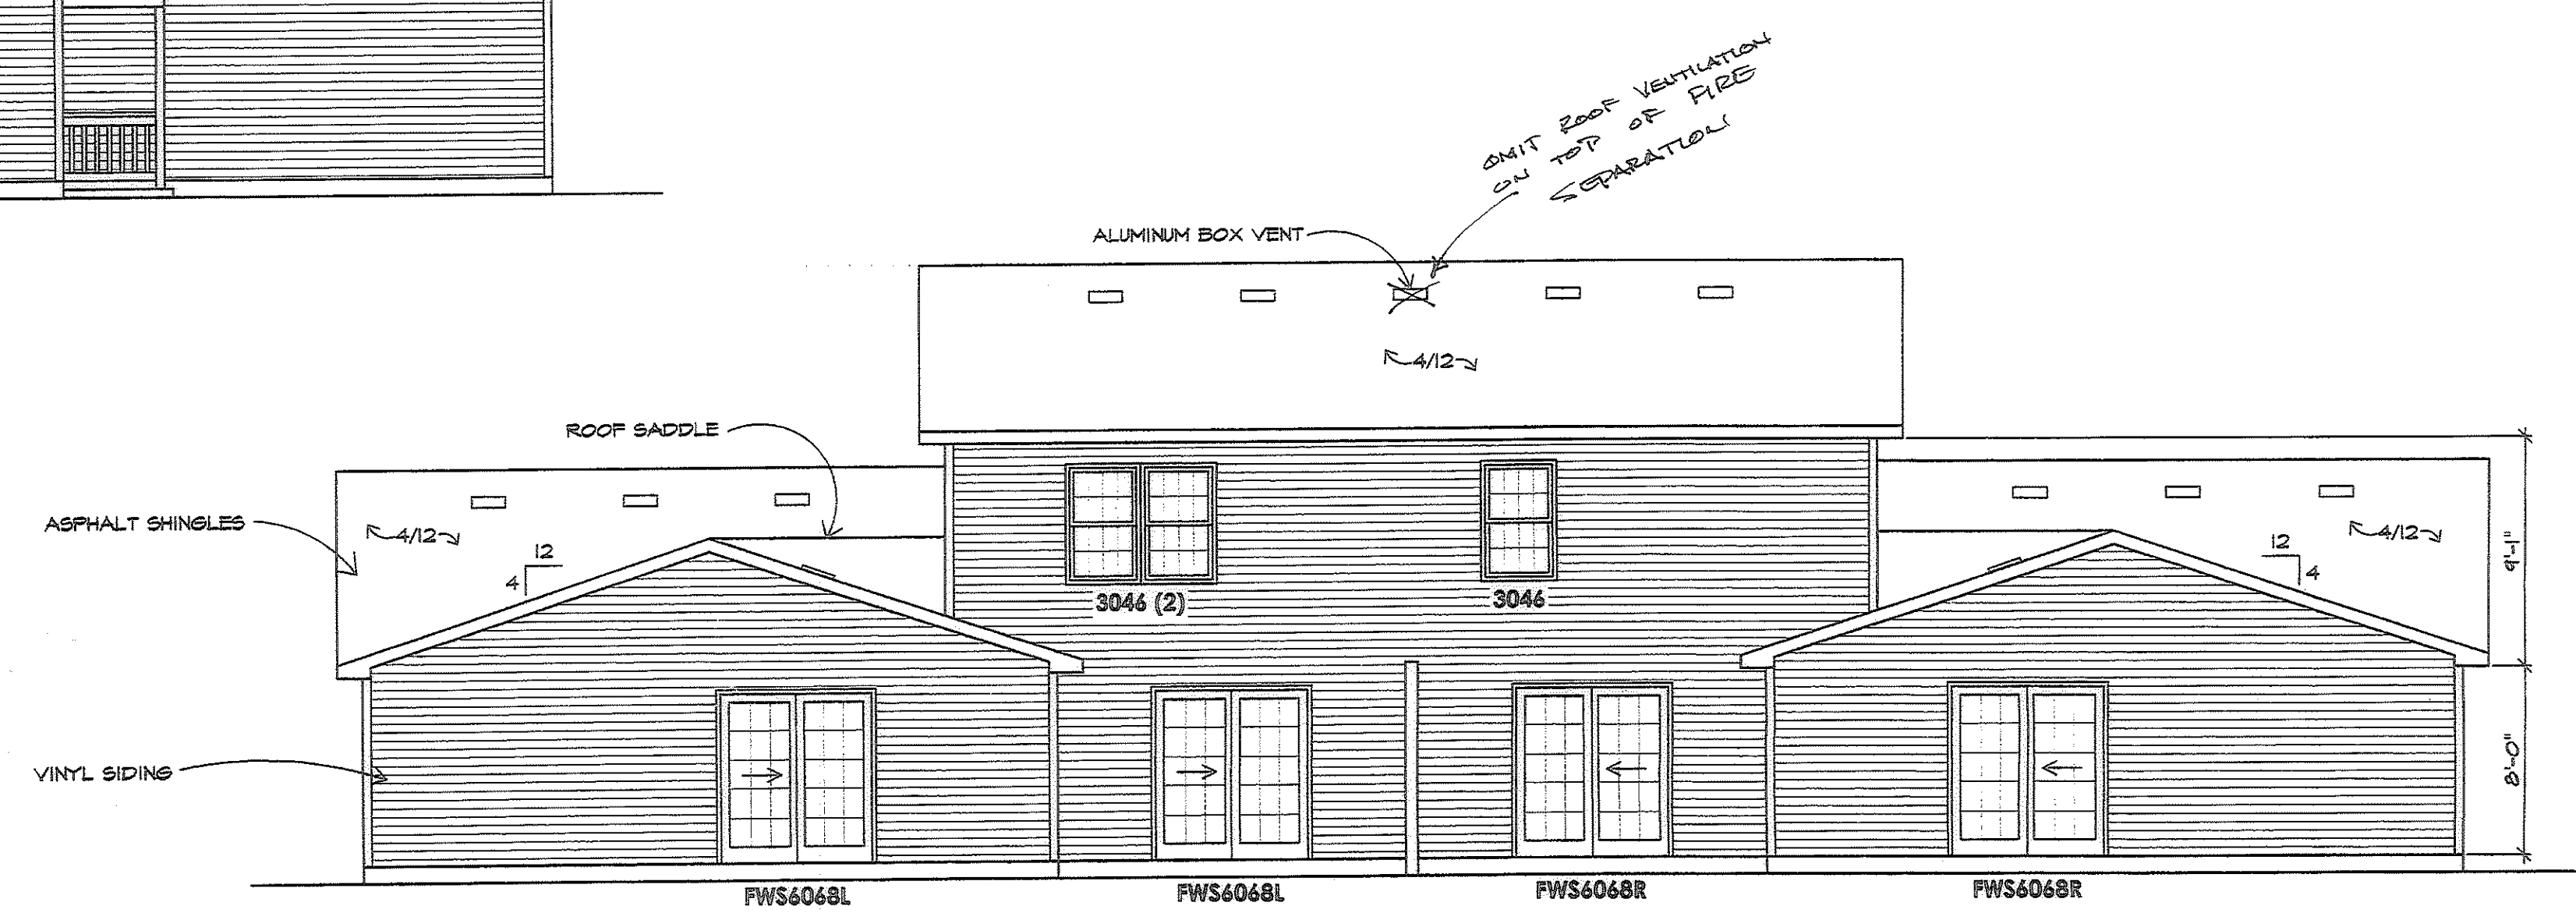 OMIT ROOF VENTILATION
ON TOP OF FIRE
SEPARATION
ALUMINUM BOX VENT
4/12
ROOF SADDLE
ASPHALT SHINGLES
4/12
12
4
3046 (2)
3046
12
4
4/12
9'-1"
VINYL SIDING
8'-0"
FWS6068L
FWS6068L
FWS6068R
FWS6068R